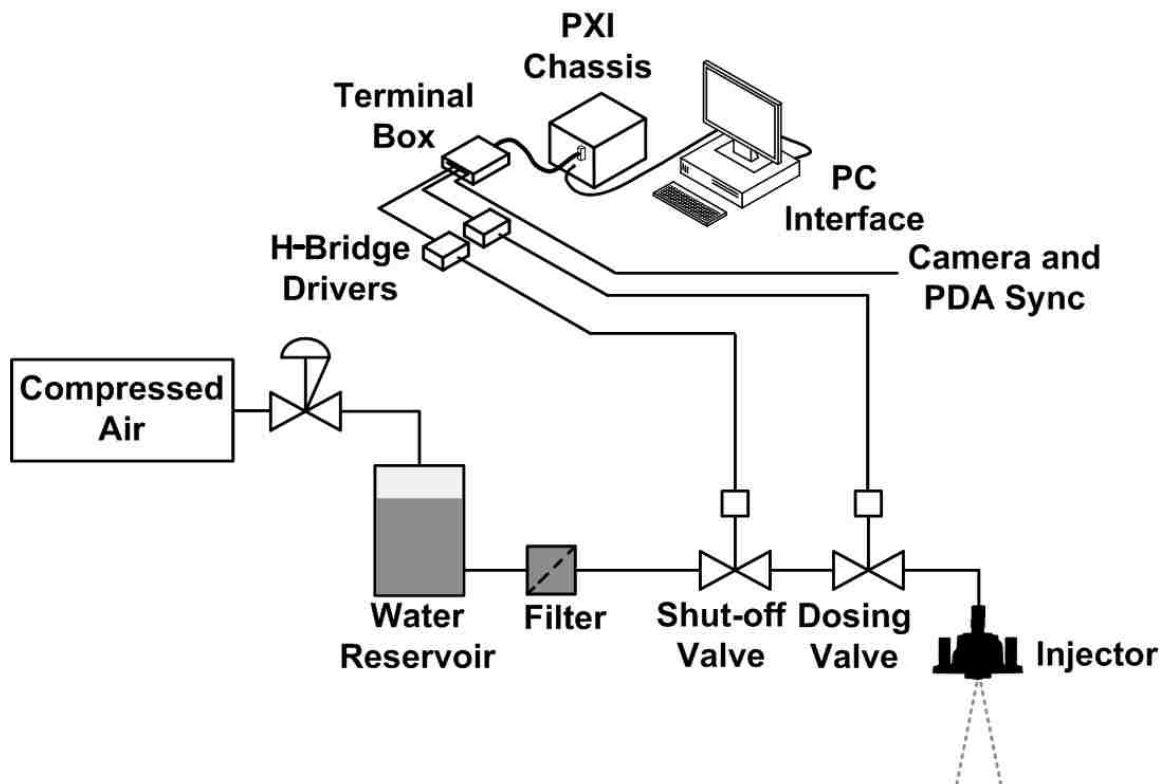 PXI
Chassis
Terminal
Box
PC
Interface
H-Bridge
Drivers
Camera and
PDA Sync
Compressed
Air
Water
Reservoir
Filter
Shut-off
Valve
Dosing
Valve
Injector